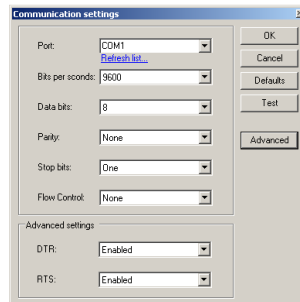 Communication settings
Port: COM1 OK
Refresh list... Cancel
Bits per sconds: 9600 Defaults
Data bits: 8 Test
Parity: None Advanced
Stop bits: One
Flow Control: None
Advanced settings
DTR: Enabled
RTS: Enabled